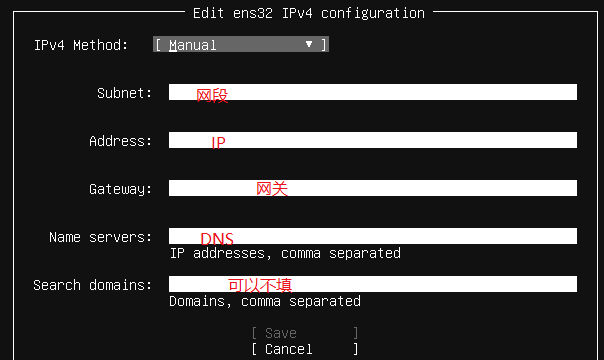 Edit ens32 IPv4 configuration
IPv4 Method: [ Manual ▼ ]
Subnet: 网段
Address: IP
Gateway: 网关
Name servers: DNS
IP addresses, comma separated
Search domains: 可以不填
Domains, comma separated
[ Save ]
[ Cancel ]